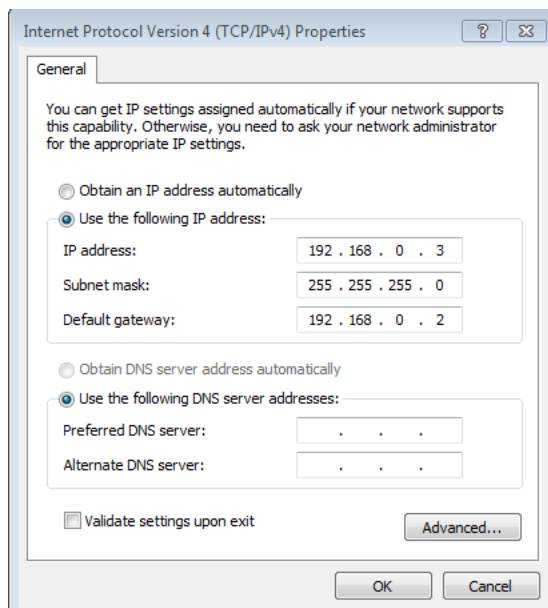 Internet Protocol Version 4 (TCP/IPv4) Properties
General
You can get IP settings assigned automatically if your network supports
this capability. Otherwise, you need to ask your network administrator
for the appropriate IP settings.
Obtain an IP address automatically
Use the following IP address:
IP address: 192 . 168 . 0 . 3
Subnet mask: 255 . 255 . 255 . 0
Default gateway: 192 . 168 . 0 . 2
Obtain DNS server address automatically
Use the following DNS server addresses:
Preferred DNS server: . . .
Alternate DNS server: . . .
Validate settings upon exit
Advanced...
OK Cancel